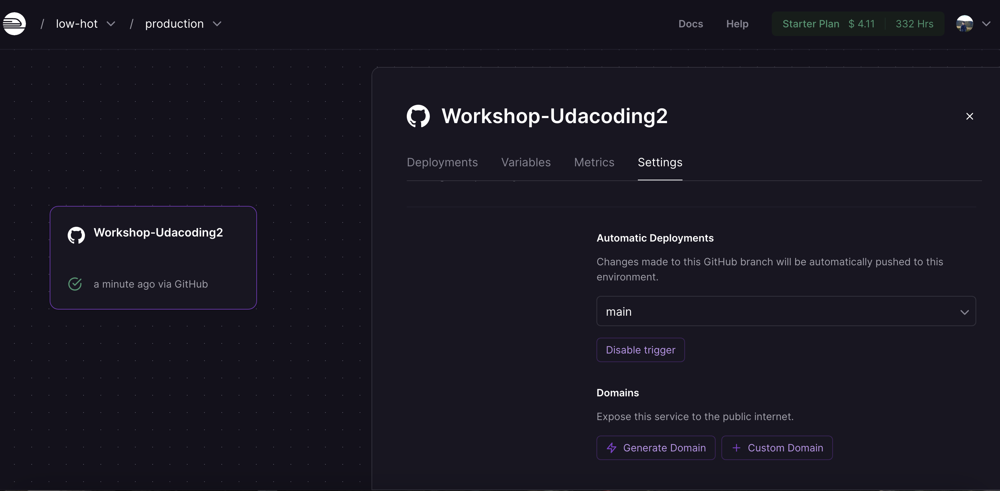 / low-hot / production Docs Help Starter Plan $ 4.11 332 Hrs
Workshop-Udacoding2
a minute ago via GitHub
Workshop-Udacoding2
Deployments Variables Metrics Settings
Automatic Deployments
Changes made to this GitHub branch will be automatically pushed to this
environment.
main
Disable trigger
Domains
Expose this service to the public internet.
Generate Domain + Custom Domain